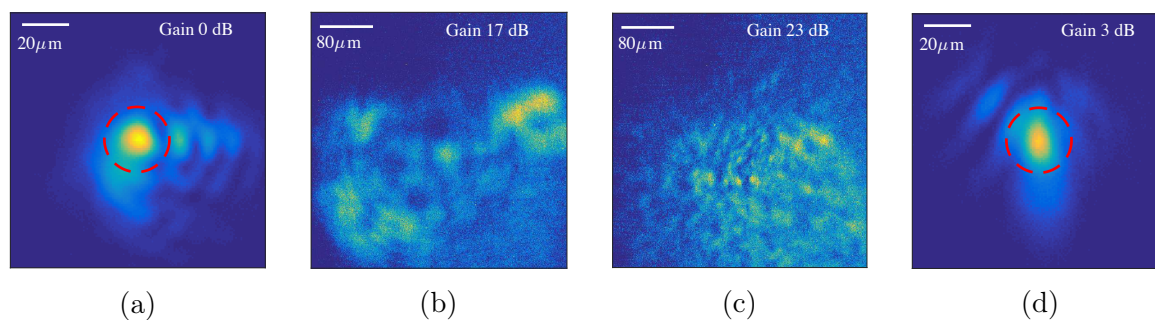 Gain 0 dB
20μm
(a)
Gain 17 dB
80μm
(b)
Gain 23 dB
80μm
(c)
Gain 3 dB
20μm
(d)